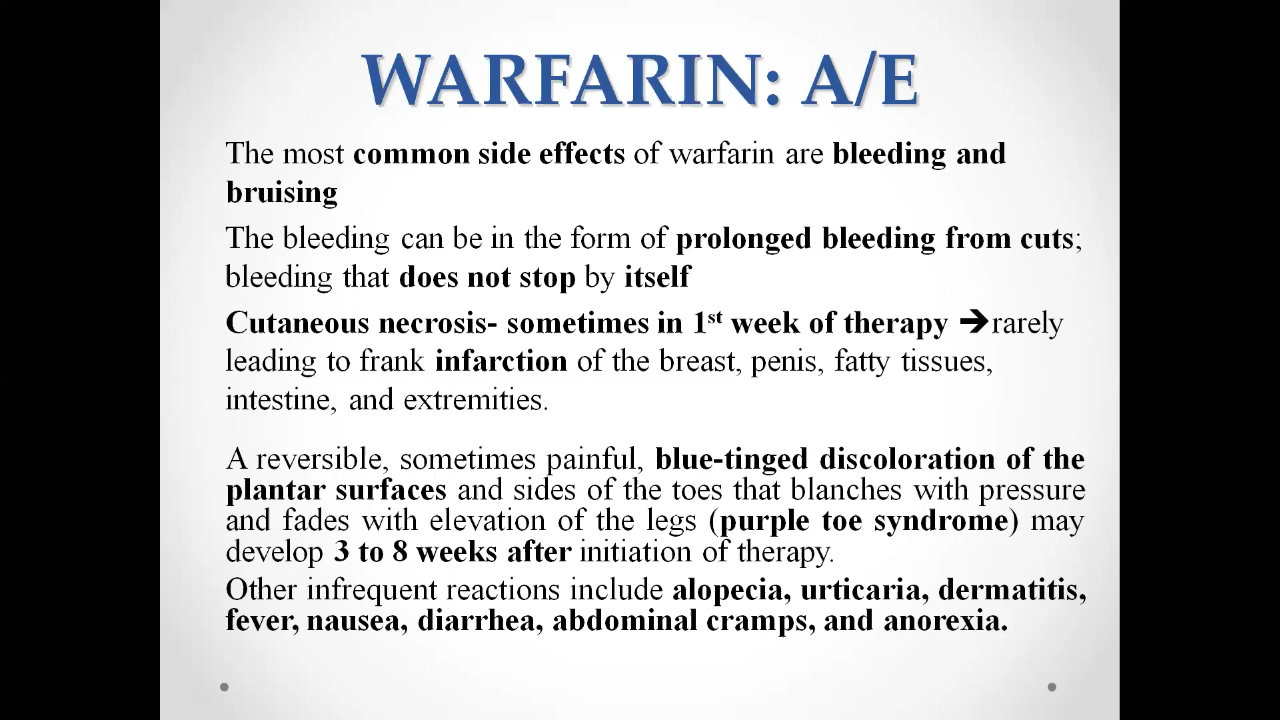 WARFARIN: A/E
The most common side effects of warfarin are bleeding and
bruising
The bleeding can be in the form of prolonged bleeding from cuts;
bleeding that does not stop by itself
Cutaneous necrosis- sometimes in 1st week of therapy ➔rarely
leading to frank infarction of the breast, penis, fatty tissues,
intestine, and extremities.
A reversible, sometimes painful, blue-tinged discoloration of the
plantar surfaces and sides of the toes that blanches with pressure
and fades with elevation of the legs (purple toe syndrome) may
develop 3 to 8 weeks after initiation of therapy.
Other infrequent reactions include alopecia, urticaria, dermatitis,
fever, nausea, diarrhea, abdominal cramps, and anorexia.